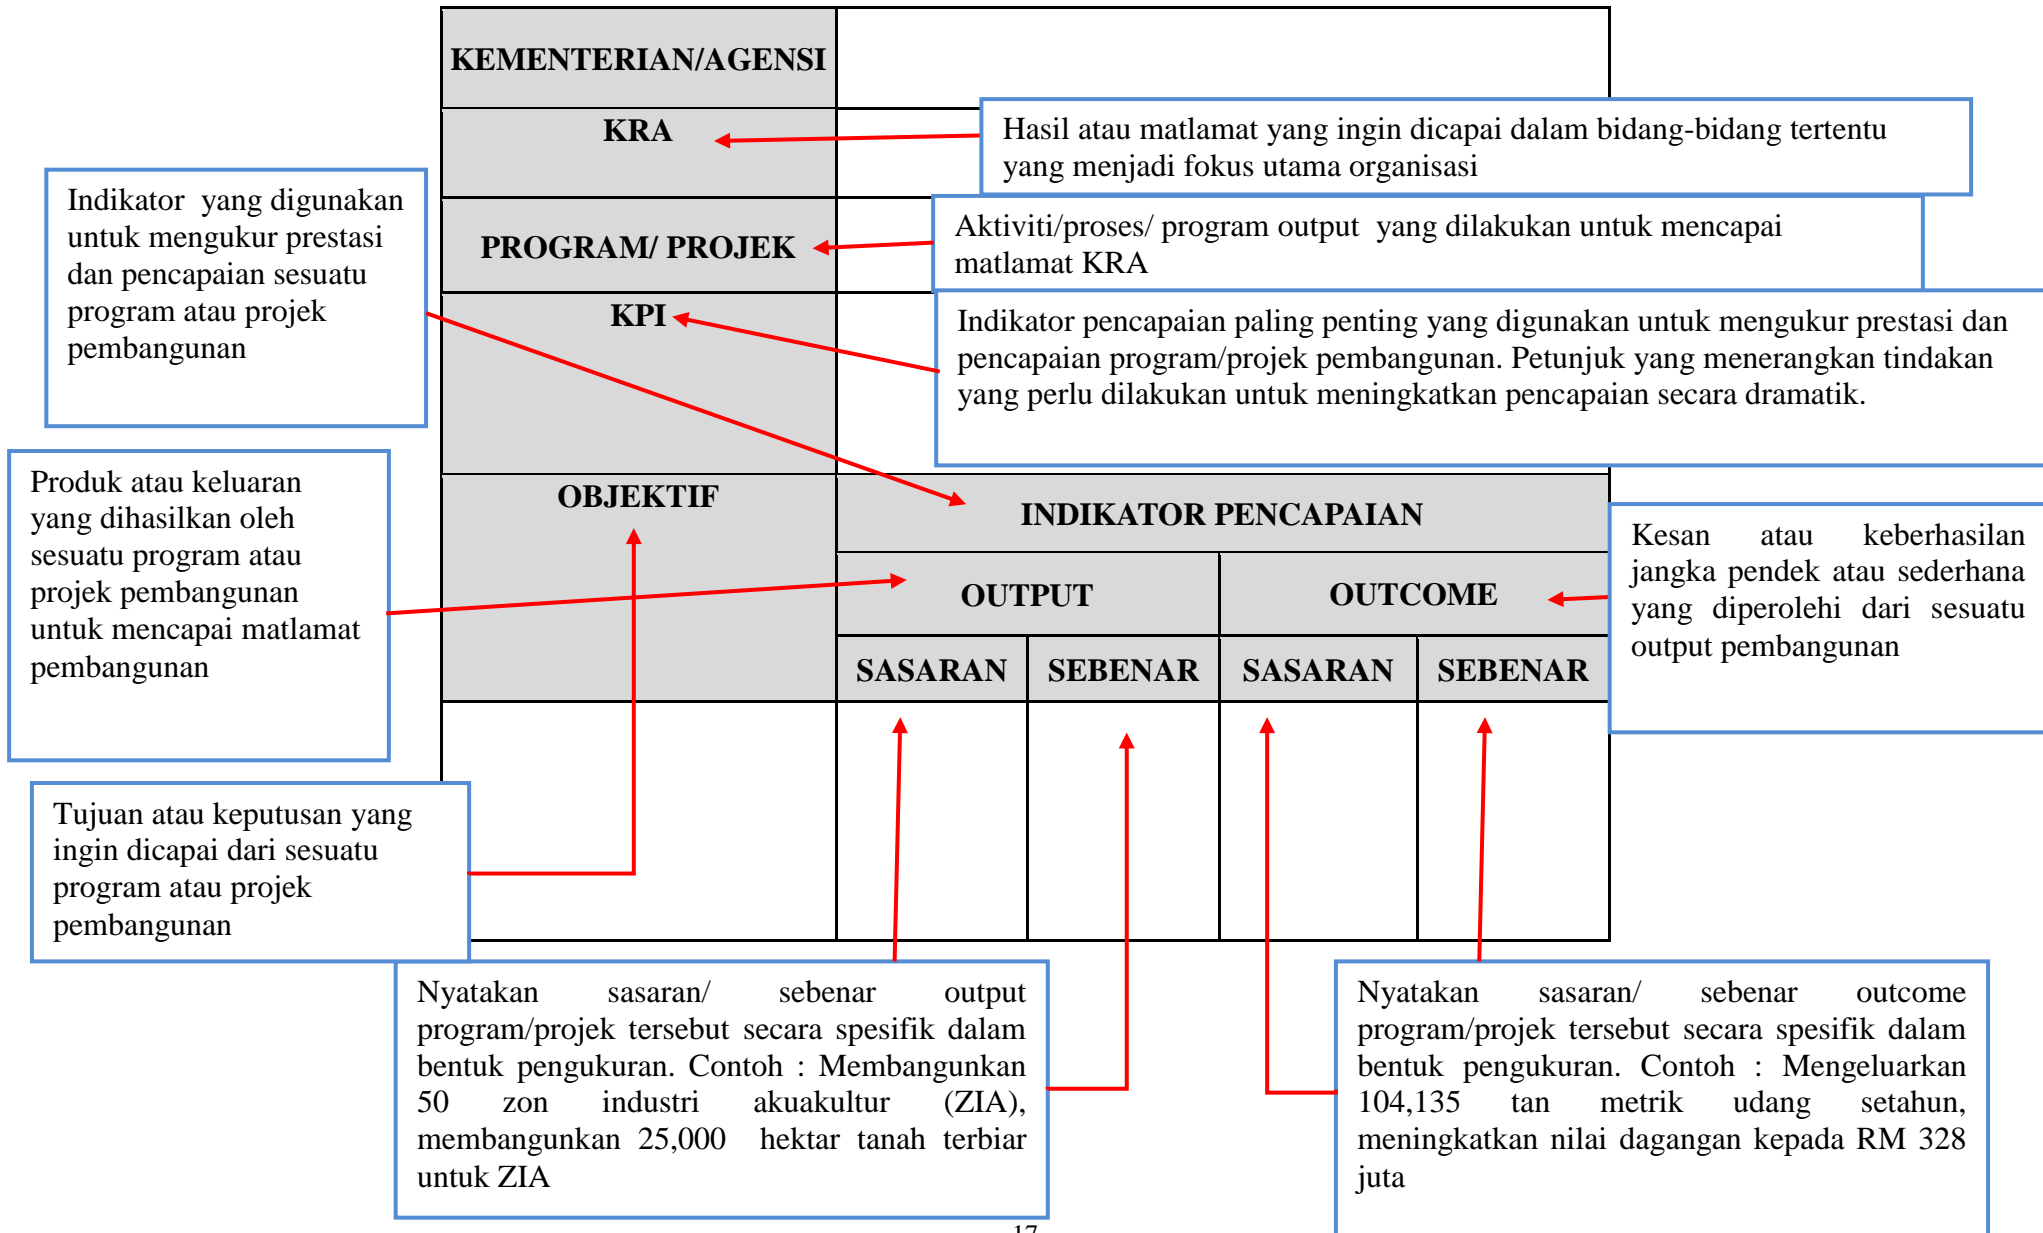 KEMENTERIAN/AGENSI
KRA
Hasil atau matlamat yang ingin dicapai dalam bidang-bidang tertentu
yang menjadi fokus utama organisasi
Indikator yang digunakan
untuk mengukur prestasi
dan pencapaian sesuatu
program atau projek
pembangunan
PROGRAM/ PROJEK
Aktiviti/proses/ program output yang dilakukan untuk mencapai
matlamat KRA
KPI
Indikator pencapaian paling penting yang digunakan untuk mengukur prestasi dan
pencapaian program/projek pembangunan. Petunjuk yang menerangkan tindakan
yang perlu dilakukan untuk meningkatkan pencapaian secara dramatik.
Produk atau keluaran
yang dihasilkan oleh
sesuatu program atau
projek pembangunan
untuk mencapai matlamat
pembangunan
OBJEKTIF
INDIKATOR PENCAPAIAN
Kesan atau keberhasilan
jangka pendek atau sederhana
yang diperolehi dari sesuatu
output pembangunan
OUTPUT
OUTCOME
SASARAN
SEBENAR
SASARAN
SEBENAR
Tujuan atau keputusan yang
ingin dicapai dari sesuatu
program atau projek
pembangunan
Nyatakan sasaran/ sebenar output
program/projek tersebut secara spesifik dalam
bentuk pengukuran. Contoh : Membangunkan
50 zon industri akuakultur (ZIA),
membangunkan 25,000 hektar tanah terbiar
untuk ZIA
Nyatakan sasaran/ sebenar outcome
program/projek tersebut secara spesifik dalam
bentuk pengukuran. Contoh : Mengeluarkan
104,135 tan metrik udang setahun,
meningkatkan nilai dagangan kepada RM 328
juta
17